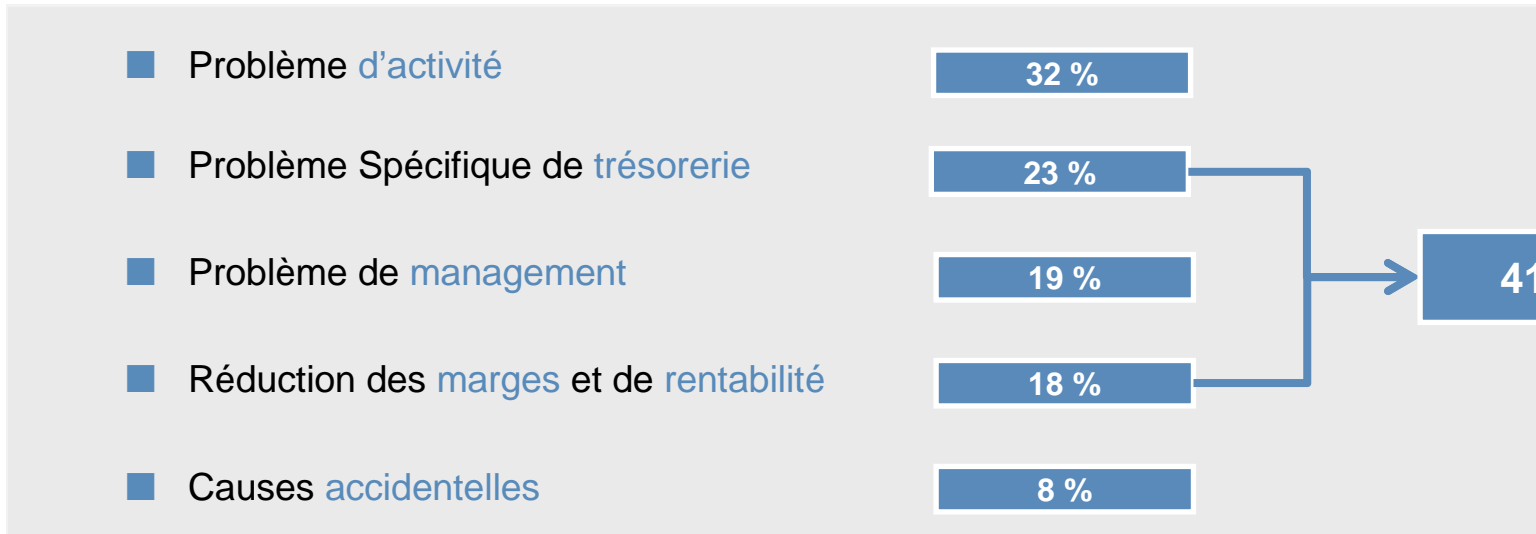 Problème d’activité 32 %
Problème Spécifique de trésorerie 23 %
Problème de management 19 %
41
Réduction des marges et de rentabilité 18 %
Causes accidentelles 8 %